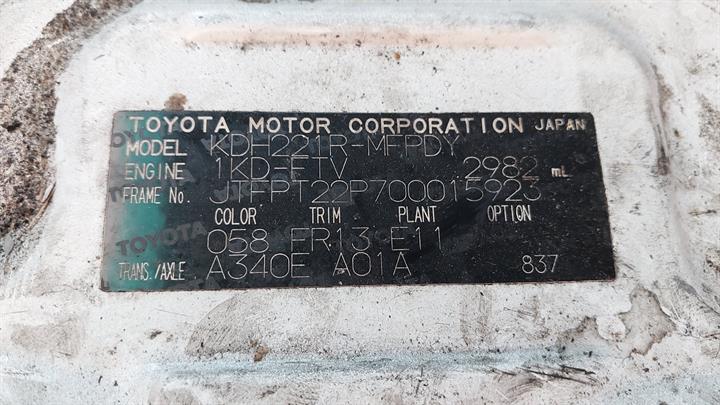 TOYOTA MOTOR CORPORATION JAPAN
MODEL KDH221R-MFPDY
ENGINE 1KD-FTV 2982 mL
FRAME No. JTFPT22P700015923
COLOR TRIM PLANT OPTION
058 FR13 E11
TRANS./AXLE A340E A01A 837